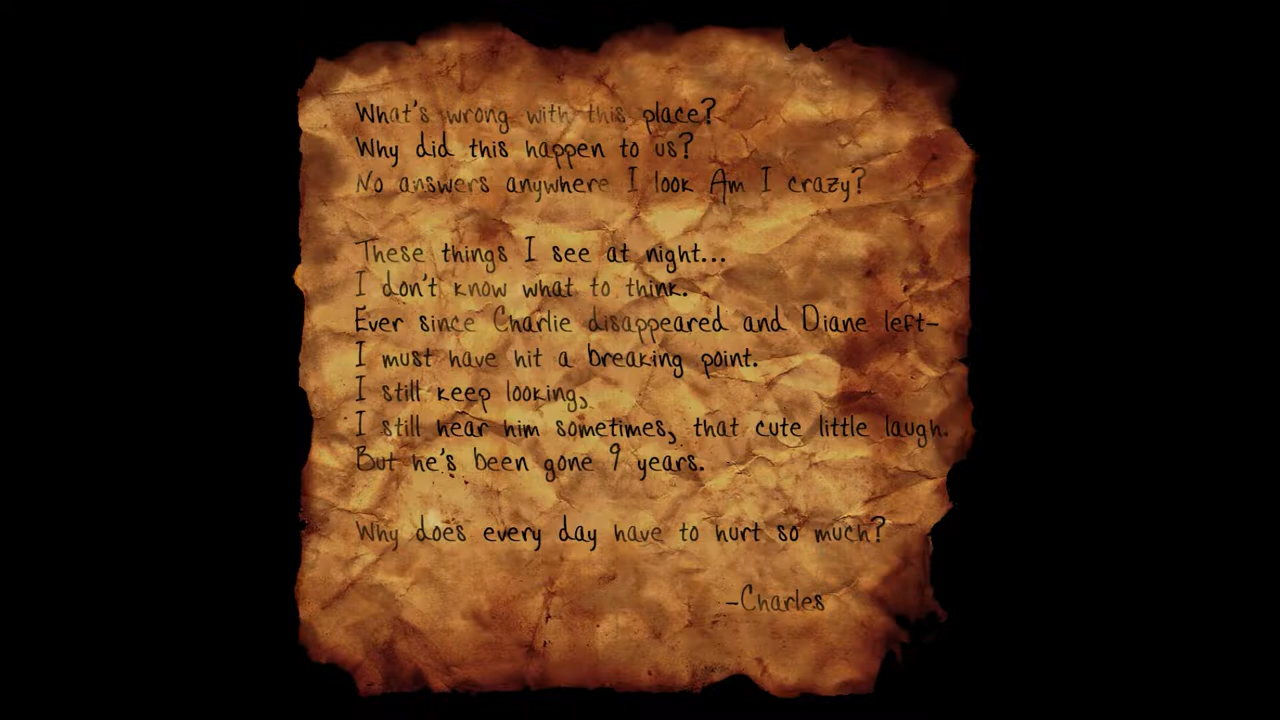 What's wrong with this place?
Why did this happen to us?
No answers anywhere I look Am I crazy?
These things I see at night...
I don't know what to think.
Ever since Charlie disappeared and Diane left-
I must have hit a breaking point.
I still keep looking,
I still hear him sometimes, that cute little laugh.
But he's been gone 9 years.
Why does every day have to hurt so much?
-Charles